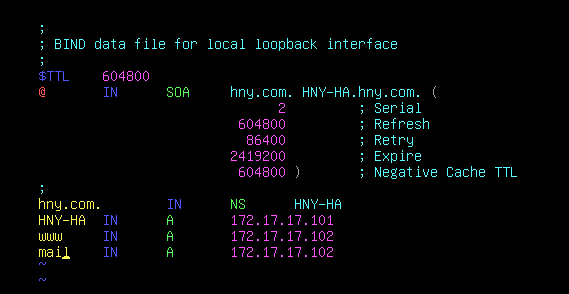 ;
; BIND data file for local loopback interface
;
$TTL 604800
@ IN SOA hny.com. HNY-HA.hny.com. (
2 ; Serial
604800 ; Refresh
86400 ; Retry
2419200 ; Expire
604800 ) ; Negative Cache TTL
;
hny.com. IN NS HNY-HA
HNY-HA IN A 172.17.17.101
www IN A 172.17.17.102
mail IN A 172.17.17.102
~
~